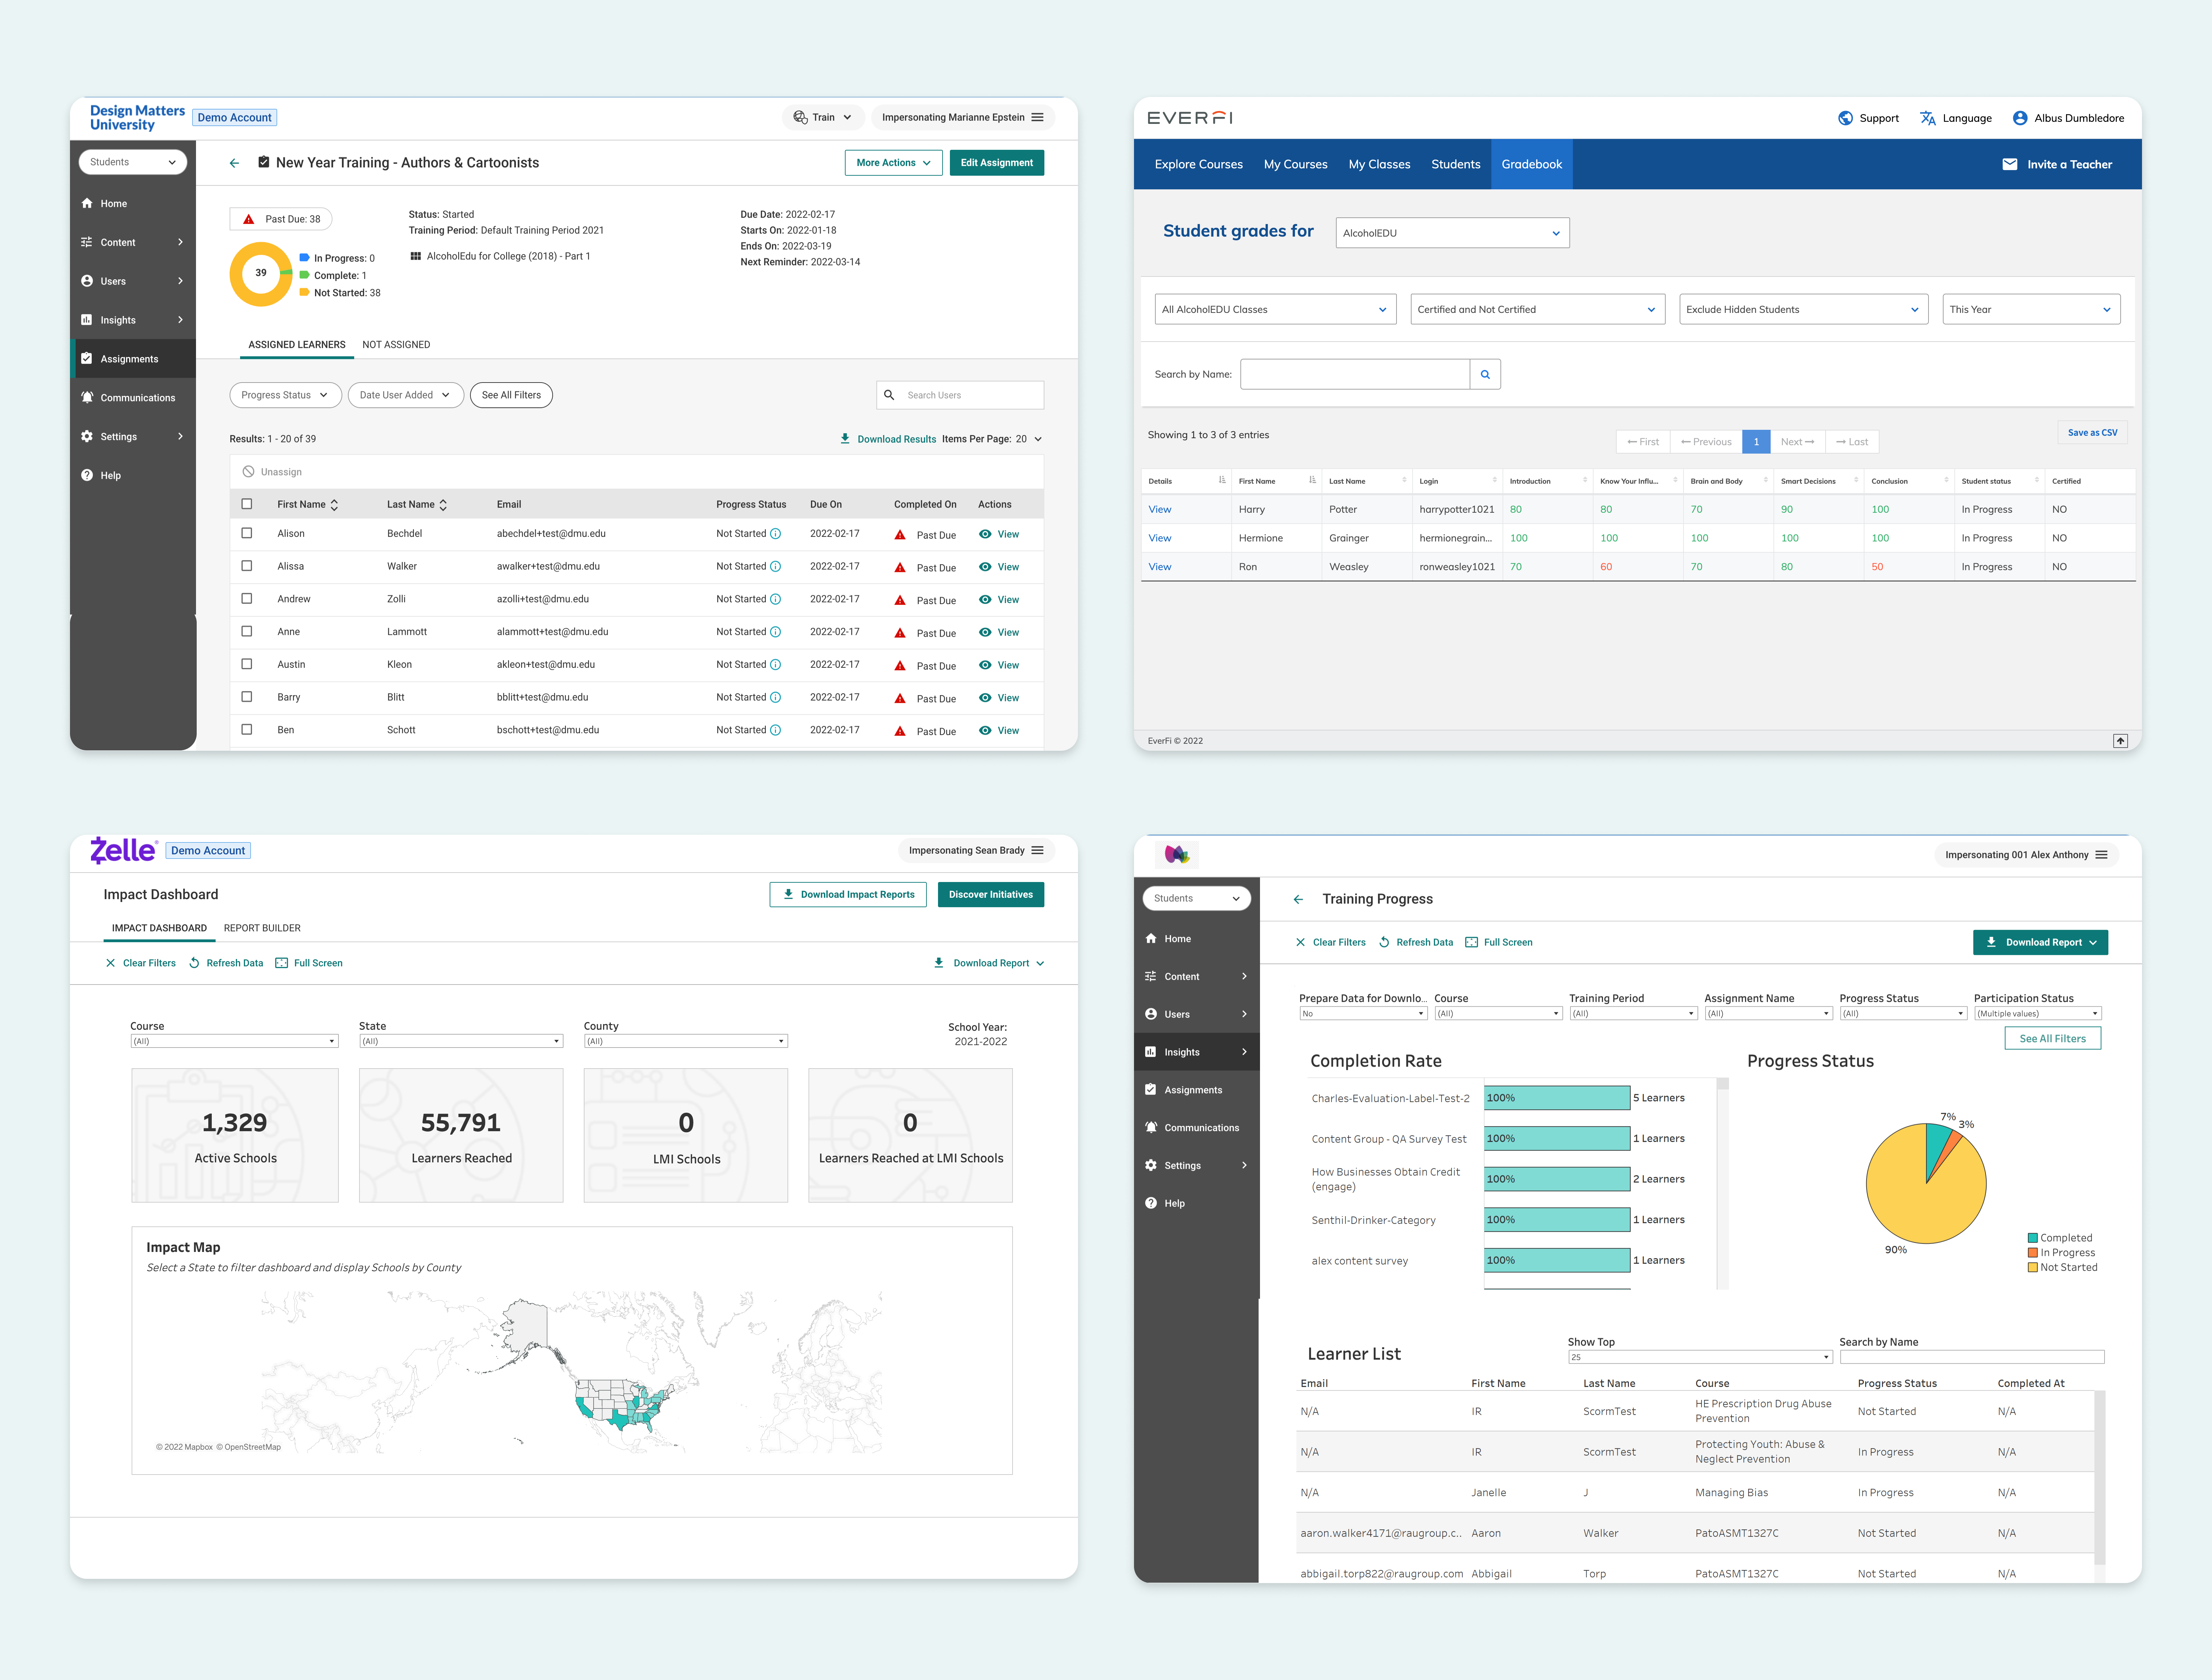 Design Matters
University
Demo Account
Train
Impersonating Marianne Epstein
Students
Home
Content
Users
Insights
Assignments
Communications
Settings
Help
New Year Training - Authors & Cartoonists
More Actions
Edit Assignment
Past Due: 38
39
In Progress: 0
Complete: 1
Not Started: 38
Status: Started
Training Period: Default Training Period 2021
AlcoholEdu for College (2018) - Part 1
Due Date: 2022-02-17
Starts On: 2022-01-18
Ends On: 2022-03-19
Next Reminder: 2022-03-14
ASSIGNED LEARNERS NOT ASSIGNED
Progress Status Date User Added See All Filters Search Users
Results: 1 - 20 of 39 Download Results Items Per Page: 20
Unassign
First Name Last Name Email Progress Status Due On Completed On Actions
Alison Bechdel abechdel+test@dmu.edu Not Started 2022-02-17 Past Due View
Alissa Walker awalker+test@dmu.edu Not Started 2022-02-17 Past Due View
Andrew Zolli azolli+test@dmu.edu Not Started 2022-02-17 Past Due View
Anne Lammott alammott+test@dmu.edu Not Started 2022-02-17 Past Due View
Austin Kleon akleon+test@dmu.edu Not Started 2022-02-17 Past Due View
Barry Blitt bblitt+test@dmu.edu Not Started 2022-02-17 Past Due View
Ben Schott bschott+test@dmu.edu Not Started 2022-02-17 Past Due View
EVERFI
Support Language Albus Dumbledore
Explore Courses My Courses My Classes Students Gradebook Invite a Teacher
Student grades for AlcoholEDU
All AlcoholEDU Classes Certified and Not Certified Exclude Hidden Students This Year
Search by Name:
Showing 1 to 3 of 3 entries
← First ← Previous 1 Next → → Last
Save as CSV
Details First Name Last Name Login Introduction Know Your Influ... Brain and Body Smart Decisions Conclusion Student status Certified
View Harry Potter harrypotter1021 80 80 70 90 100 In Progress NO
View Hermione Grainger hermionegrain... 100 100 100 100 100 In Progress NO
View Ron Weasley ronweasley1021 70 60 70 80 50 In Progress NO
EverFi © 2022
Zelle
Demo Account
Impersonating Sean Brady
Impact Dashboard
Download Impact Reports
Discover Initiatives
IMPACT DASHBOARD REPORT BUILDER
Clear Filters Refresh Data Full Screen Download Report
Course State County School Year:
(All) (All) (All) 2021-2022
1,329 55,791 0 0
Active Schools Learners Reached LMI Schools Learners Reached at LMI Schools
Impact Map
Select a State to filter dashboard and display Schools by County
© 2022 Mapbox © OpenStreetMap
Impersonating 001 Alex Anthony
Students
Home
Content
Users
Insights
Assignments
Communications
Settings
Help
Training Progress
Clear Filters Refresh Data Full Screen Download Report
Prepare Data for Downlo... Course Training Period Assignment Name Progress Status Participation Status
No (All) (All) (All) (All) (Multiple values)
See All Filters
Completion Rate
Charles-Evaluation-Label-Test-2 100% 5 Learners
Content Group - QA Survey Test 100% 1 Learners
How Businesses Obtain Credit
(engage) 100% 2 Learners
Senthil-Drinker-Category 100% 1 Learners
alex content survey 100% 1 Learners
Progress Status
7%
3%
90%
Completed
In Progress
Not Started
Learner List
Show Top
25
Search by Name
Email First Name Last Name Course Progress Status Completed At
N/A IR ScormTest HE Prescription Drug Abuse
Prevention Not Started N/A
N/A IR ScormTest Protecting Youth: Abuse &
Neglect Prevention In Progress N/A
N/A Janelle J Managing Bias In Progress N/A
aaron.walker4171@raugroup.c.. Aaron Walker PatoASMT1327C Not Started N/A
abbigail.torp822@raugroup.com Abbigail Torp PatoASMT1327C Not Started N/A